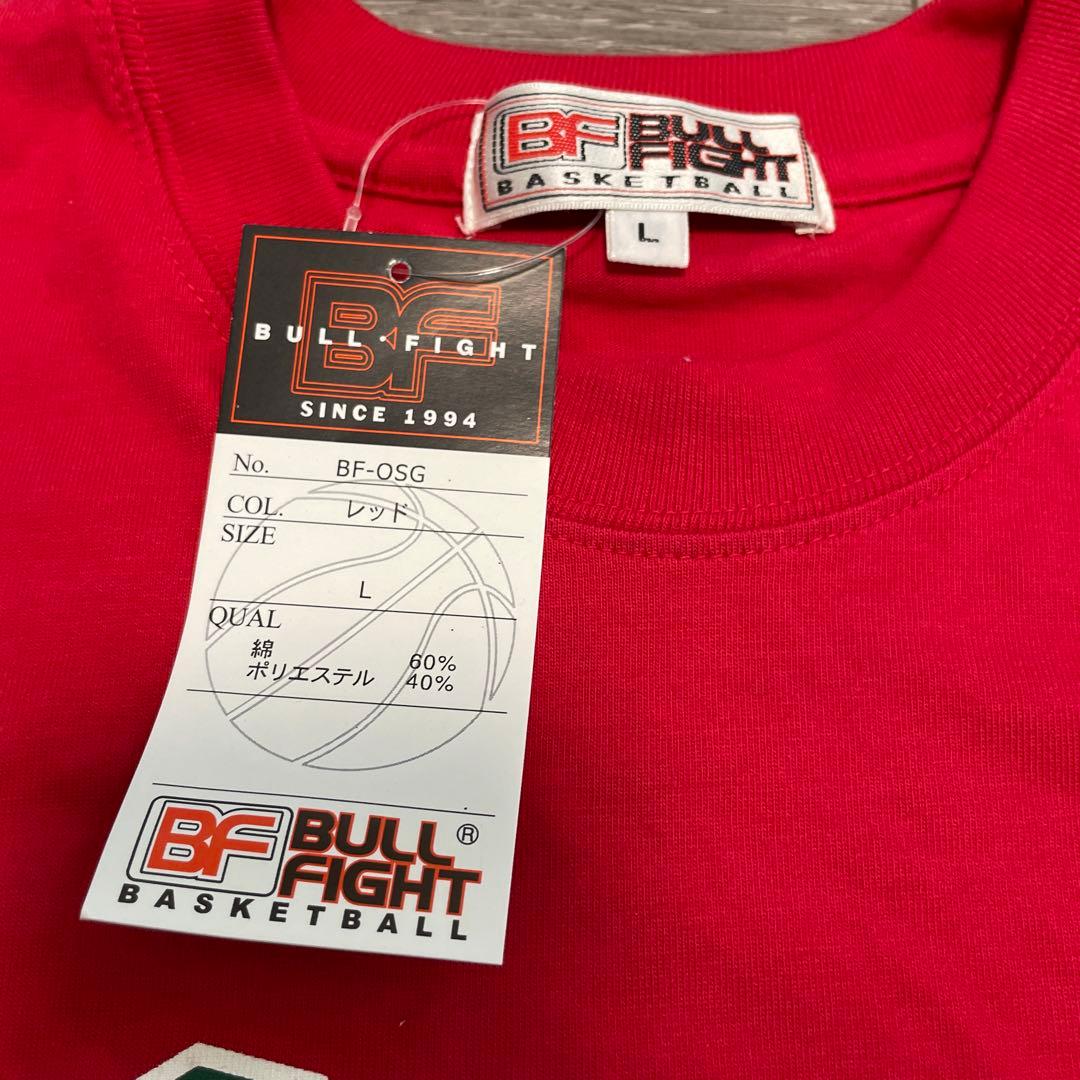 BF BULL FIGHT
BASKETBALL
L
BF
BULL·FIGHT
SINCE 1994
No. BF-OSG
COL. レッド
SIZE
L
QUAL
綿 60%
ポリエステル 40%
BF BULL FIGHT ®
BASKETBALL